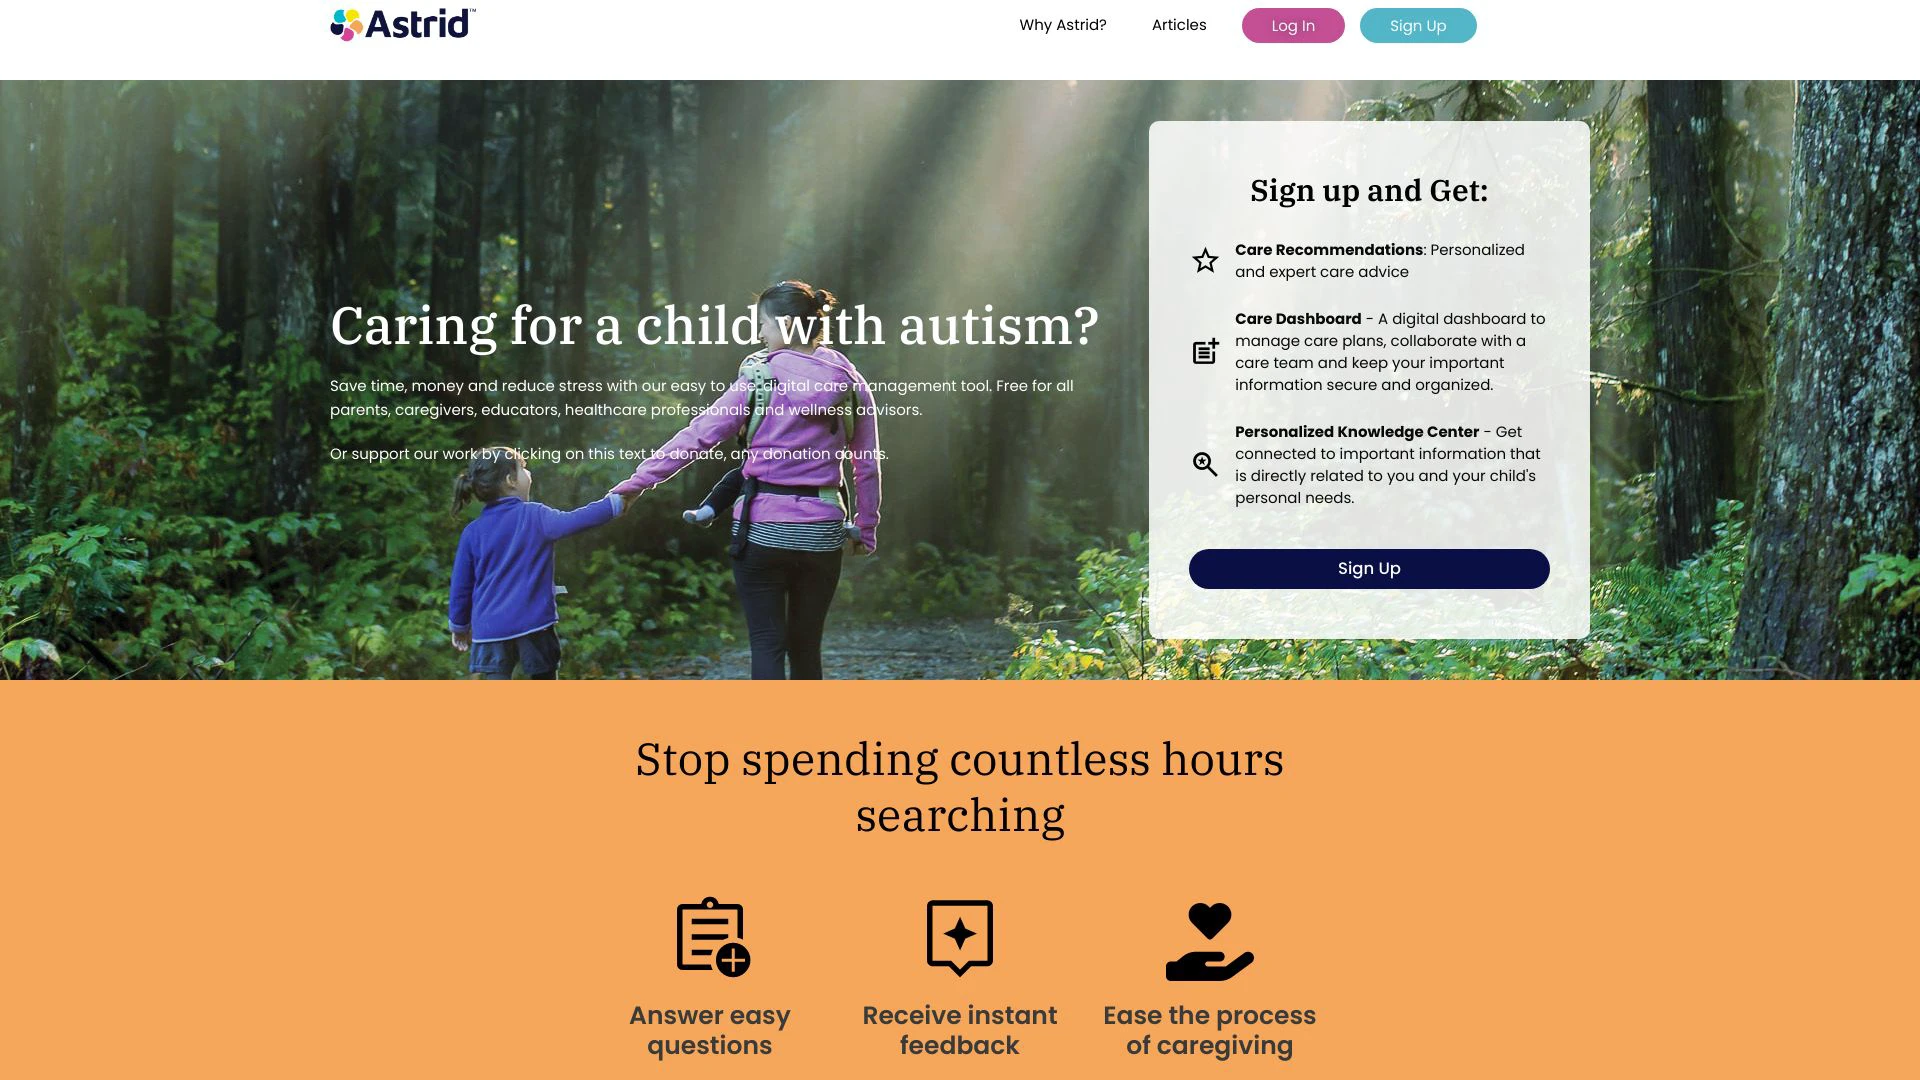 Astrid™
Why Astrid?
Articles
Log In
Sign Up
Caring for a child with autism?
Save time, money and reduce stress with our easy to use digital care management tool. Free for all
parents, caregivers, educators, healthcare professionals and wellness advisors.
Or support our work by clicking on this text to donate, any donation counts.
Sign up and Get:
Care Recommendations: Personalized
and expert care advice
Care Dashboard - A digital dashboard to
manage care plans, collaborate with a
care team and keep your important
information secure and organized.
Personalized Knowledge Center - Get
connected to important information that
is directly related to you and your child's
personal needs.
Sign Up
Stop spending countless hours
searching
Answer easy
questions
Receive instant
feedback
Ease the process
of caregiving